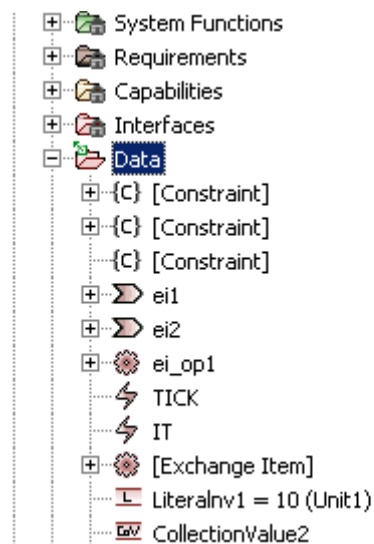 System Functions
Requirements
Capabilities
Interfaces
Data
{C} [Constraint]
{C} [Constraint]
{C} [Constraint]
ei1
ei2
ei_op1
TICK
IT
[Exchange Item]
L Literalnv1 = 10 (Unit1)
CoV CollectionValue2